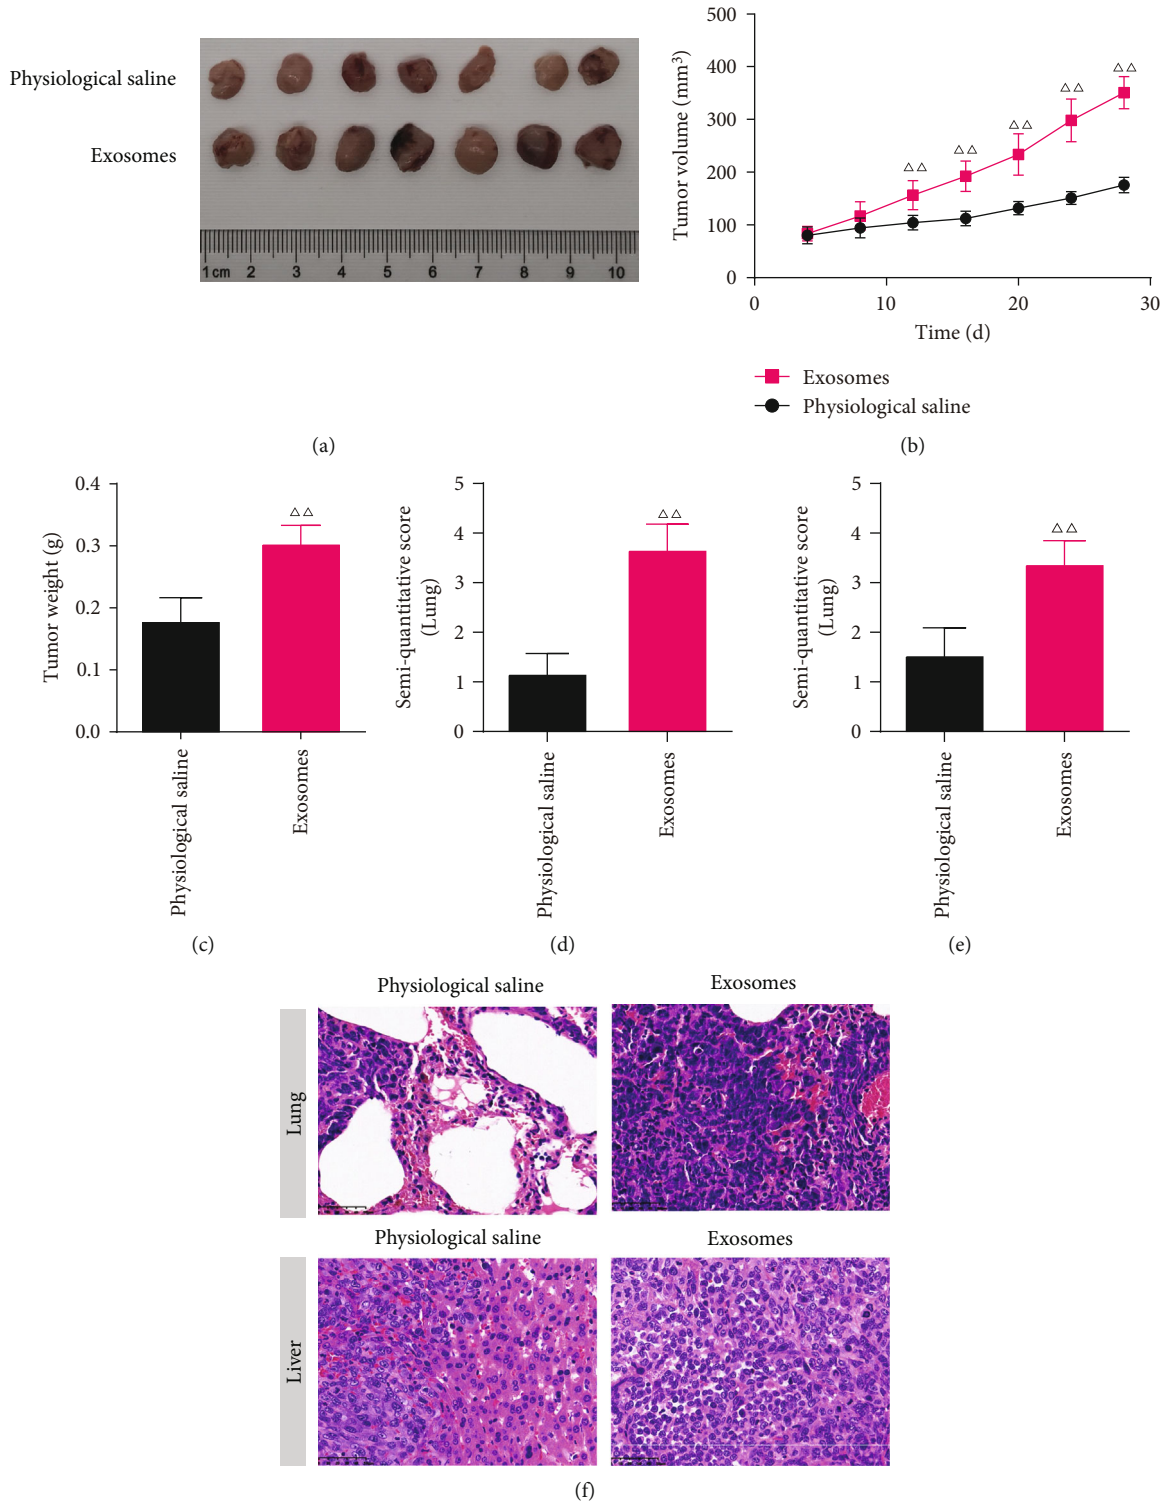 Physiological saline
Exosomes
1 cm 2 3 4 5 6 7 8 9 10
(a)
Tumor volume (mm³)
500
400
300
200
100
0
△△ △△ △△ △△ △△
0 10 20 30
Time (d)
Exosomes
Physiological saline
(b)
Tumor weight (g)
0.4
0.3
0.2
0.1
0.0
△△
Physiological saline
Exosomes
(c)
Semi-quantitative score
(Lung)
5
4
3
2
1
0
△△
Physiological saline
Exosomes
(d)
Semi-quantitative score
(Lung)
5
4
3
2
1
0
△△
Physiological saline
Exosomes
(e)
Physiological saline
Exosomes
Lung
Physiological saline
Exosomes
Liver
(f)